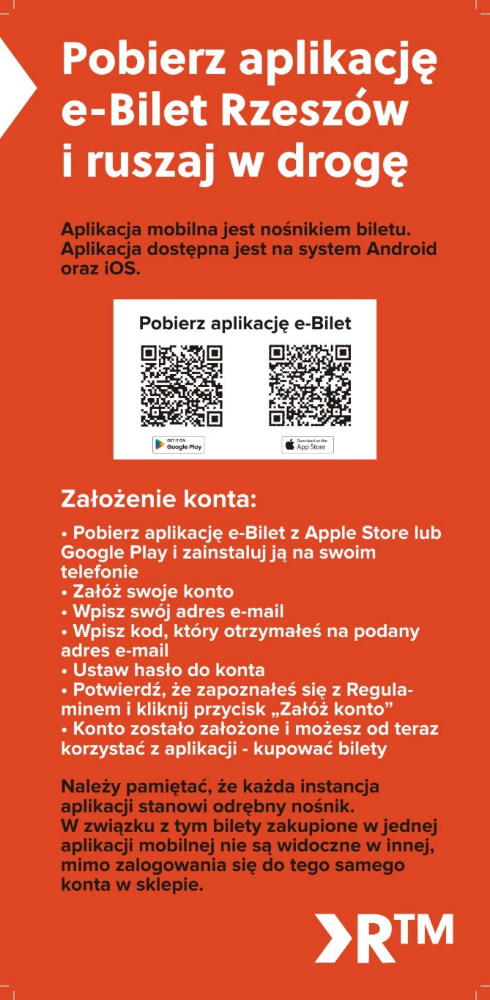 Pobierz aplikację
e-Bilet Rzeszów
i ruszaj w drogę
Aplikacja mobilna jest nośnikiem biletu.
Aplikacja dostępna jest na system Android
oraz iOS.
Pobierz aplikację e-Bilet
GET IT ON
Google Play
Download on the
App Store
Założenie konta:
• Pobierz aplikację e-Bilet z Apple Store lub
Google Play i zainstaluj ją na swoim
telefonie
• Załóż swoje konto
• Wpisz swój adres e-mail
• Wpisz kod, który otrzymałeś na podany
adres e-mail
• Ustaw hasło do konta
• Potwierdź, że zapoznałeś się z Regula-
minem i kliknij przycisk „Załóż konto”
• Konto zostało założone i możesz od teraz
korzystać z aplikacji - kupować bilety
Należy pamiętać, że każda instancja
aplikacji stanowi odrębny nośnik.
W związku z tym bilety zakupione w jednej
aplikacji mobilnej nie są widoczne w innej,
mimo zalogowania się do tego samego
konta w sklepie.
RTM